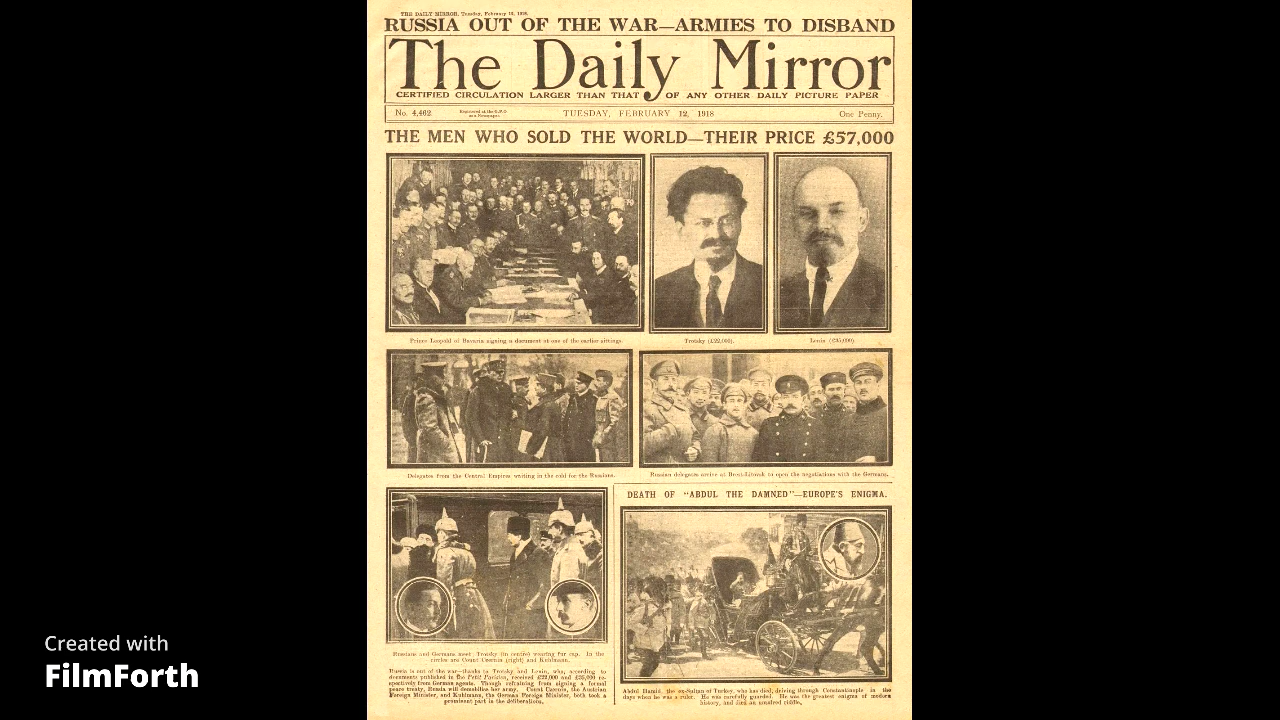 THE DAILY MIRROR, Tuesday, February 12, 1918.
RUSSIA OUT OF THE WAR—ARMIES TO DISBAND
The Daily Mirror
CERTIFIED CIRCULATION LARGER THAN THAT OF ANY OTHER DAILY PICTURE PAPER
No. 4,462
Registered at the G.P.O.
as a Newspaper.
TUESDAY, FEBRUARY 12, 1918
One Penny.
THE MEN WHO SOLD THE WORLD—THEIR PRICE £57,000
Prince Leopold of Bavaria signing a document at one of the earlier sittings.
Trotsky (£22,000).
Lenin (£35,000).
Delegates from the Central Empires waiting in the cold for the Russians.
Russian delegates arrive at Brest-Litovsk to open the negotiations with the Germans.
Russians and Germans meet. Trotsky (in centre) wearing fur cap. In the
circles are Count Czernin (right) and Kuhlmann.
Russia is out of the war—thanks to Trotsky and Lenin, who, according to
documents published in the Petit Parisien, received £22,000 and £35,000 re-
spectively from German agents. Though refraining from signing a formal
peace treaty, Russia will demobilise her army. Count Czernin, the Austrian
Foreign Minister, and Kuhlmann, the German Foreign Minister, both took a
prominent part in the deliberations.
DEATH OF "ABDUL THE DAMNED"—EUROPE'S ENIGMA.
Abdul Hamid, the ex-Sultan of Turkey, who has died, driving through Constantinople in the
days when he was a ruler. He was carefully guarded. He was the greatest enigma of modern
history, and died an unsolved riddle.
Created with
FilmForth